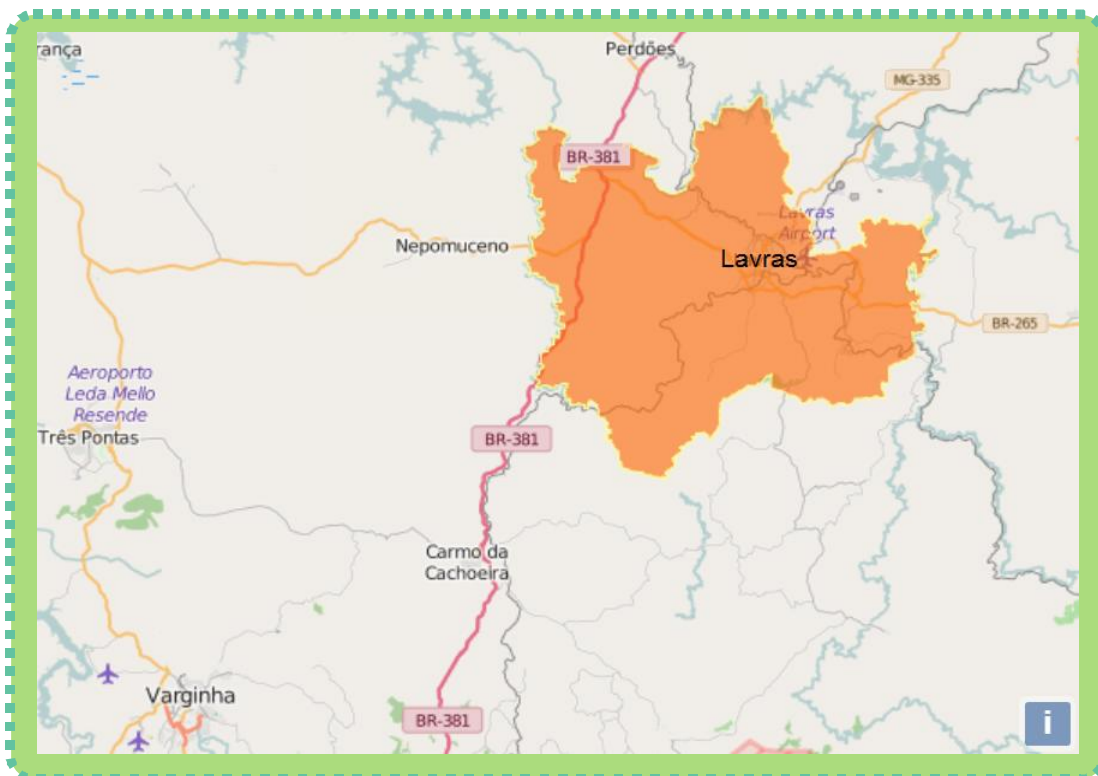 rança
Perdões
MG-335
BR-381
Lavras
Airport
Nepomuceno
Lavras
BR-265
Aeroporto
Leda Mello
Resende
Três Pontas
BR-381
Carmo da
Cachoeira
Varginha
BR-381
i